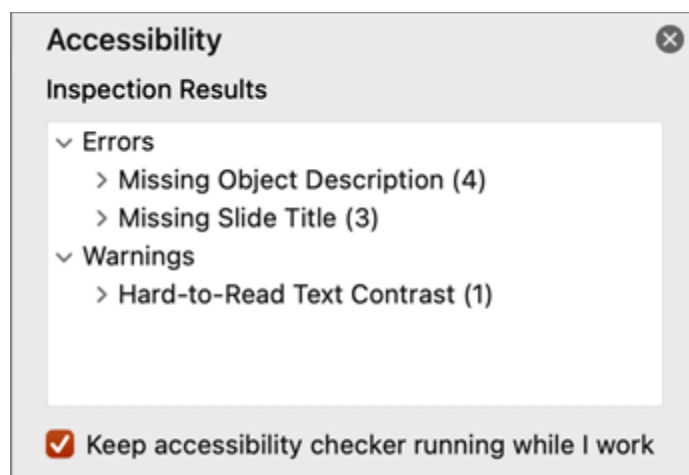 Accessibility
Inspection Results
Errors
Missing Object Description (4)
Missing Slide Title (3)
Warnings
Hard-to-Read Text Contrast (1)
Keep accessibility checker running while I work